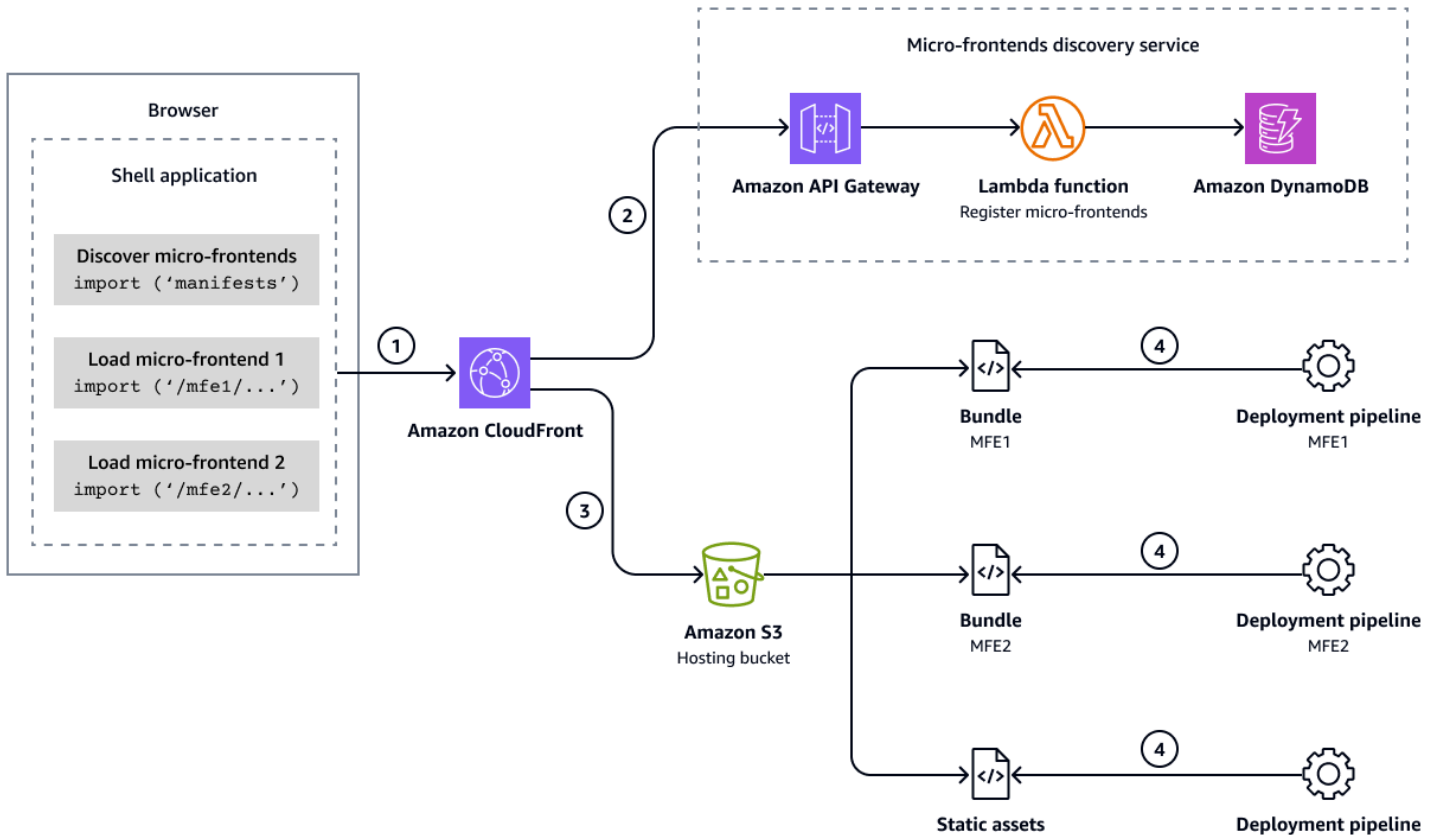 Micro-frontends discovery service
Browser
Shell application
Discover micro-frontends
import (‘manifests’)
Load micro-frontend 1
import (‘/mfe1/...’)
Load micro-frontend 2
import (‘/mfe2/...’)
1
Amazon CloudFront
2
Amazon API Gateway
Lambda function
Register micro-frontends
Amazon DynamoDB
3
Amazon S3
Hosting bucket
Bundle
MFE1
4
Deployment pipeline
MFE1
Bundle
MFE2
4
Deployment pipeline
MFE2
Static assets
4
Deployment pipeline